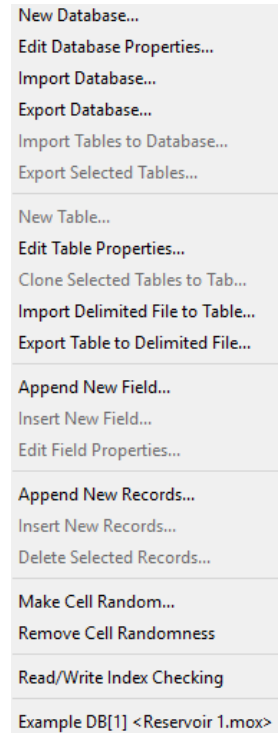 New Database...
Edit Database Properties...
Import Database...
Export Database...
Import Tables to Database...
Export Selected Tables...
New Table...
Edit Table Properties...
Clone Selected Tables to Tab...
Import Delimited File to Table...
Export Table to Delimited File...
Append New Field...
Insert New Field...
Edit Field Properties...
Append New Records...
Insert New Records...
Delete Selected Records...
Make Cell Random...
Remove Cell Randomness
Read/Write Index Checking
Example DB[1] <Reservoir 1.mox>